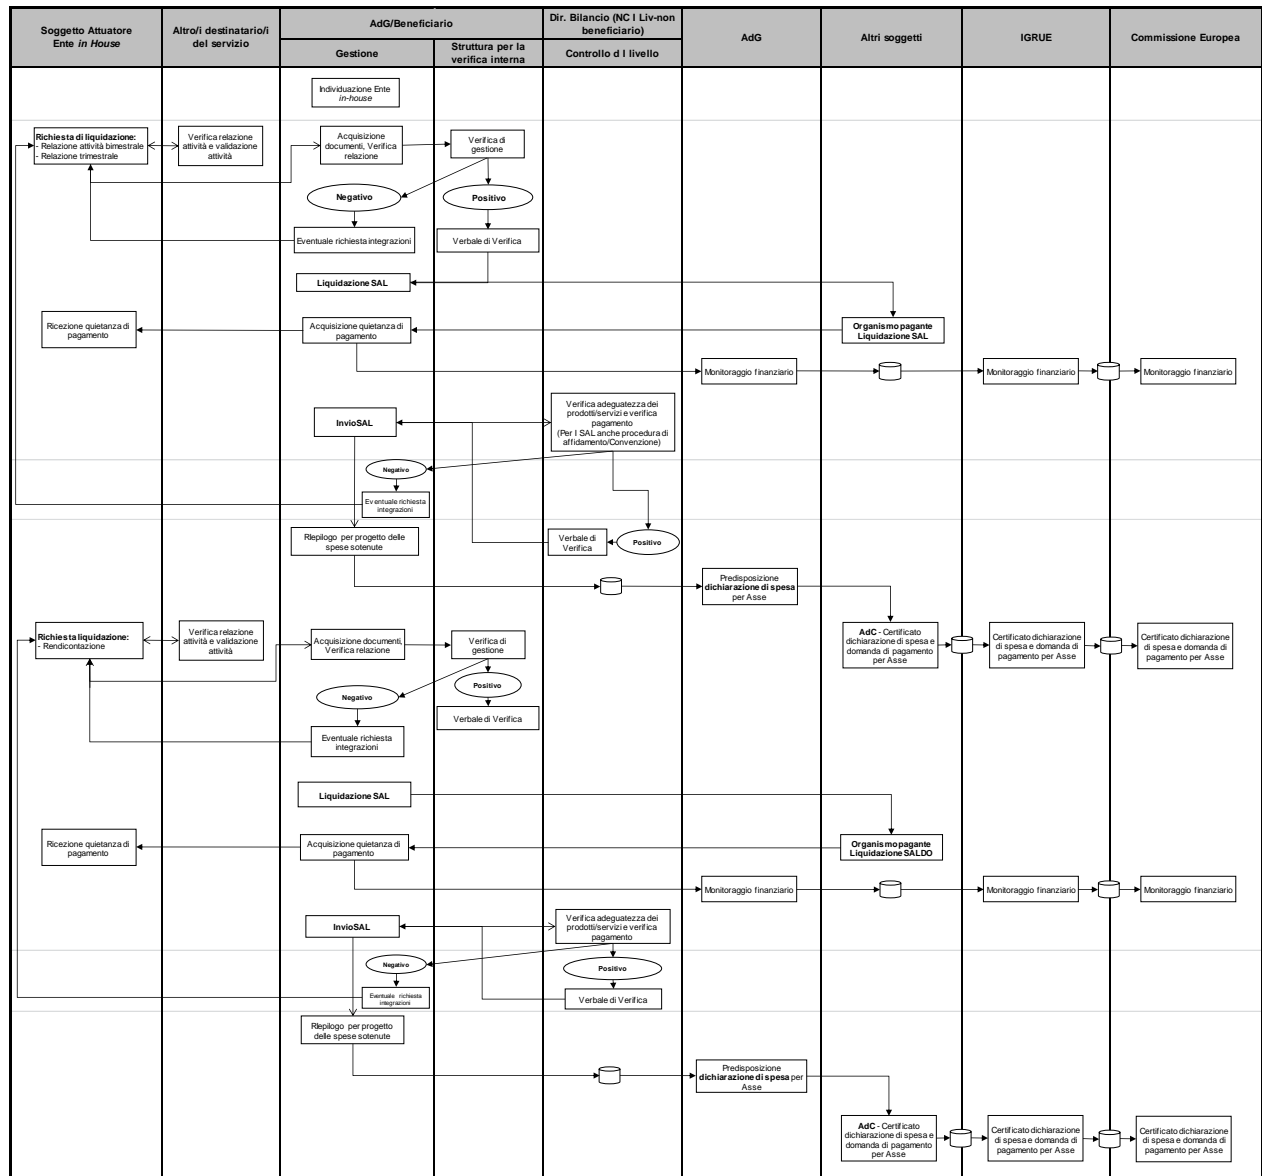 Soggetto Attuatore
Ente in House
Altro/i destinatario/i
del servizio
AdG/Beneficiario
Gestione
Struttura per la
verifica interna
Dir. Bilancio (NC I Liv-non
beneficiario)
Controllo d I livello
AdG
Altri soggetti
IGRUE
Commissione Europea
Individuazione Ente
in-house
Richiesta di liquidazione:
- Relazione attività bimestrale
- Relazione trimestrale
Verifica relazione
attività e validazione
attività
Acquisizione
documenti, Verifica
relazione
Verifica di
gestione
Negativo
Positivo
Eventuale richiesta integrazioni
Verbale di Verifica
Liquidazione SAL
Ricezione quietanza di
pagamento
Acquisizione quietanza di
pagamento
Organismo pagante
Liquidazione SAL
Monitoraggio finanziario
Monitoraggio finanziario
Monitoraggio finanziario
Invio SAL
Verifica adeguatezza dei
prodotti/servizi e verifica
pagamento
(Per I SAL anche procedura di
affidamento/Convenzione)
Negativo
Eventuale richiesta
integrazioni
RIepilogo per progetto delle
spese sotenute
Verbale di
Verifica
Positivo
Predisposizione
dichiarazione di spesa
per Asse
AdC - Certificato
dichiarazione di spesa e
domanda di pagamento
per Asse
Certificato dichiarazione
di spesa e domanda di
pagamento per Asse
Certificato dichiarazione
di spesa e domanda di
pagamento per Asse
Richiesta liquidazione:
- Rendicontazione
Verifica relazione
attività e validazione
attività
Acquisizione documenti,
Verifica relazione
Verifica di
gestione
Negativo
Positivo
Eventuale richiesta
integrazioni
Verbale di Verifica
Liquidazione SAL
Ricezione quietanza di
pagamento
Acquisizione quietanza di
pagamento
Organismo pagante
Liquidazione SALDO
Monitoraggio finanziario
Monitoraggio finanziario
Monitoraggio finanziario
Invio SAL
Verifica adeguatezza dei
prodotti/servizi e verifica
pagamento
Negativo
Positivo
Eventuale richiesta
integrazioni
Verbale di Verifica
RIepilogo per progetto
delle spese sotenute
Predisposizione
dichiarazione di spesa per
Asse
AdC - Certificato
dichiarazione di spesa e
domanda di pagamento
per Asse
Certificato dichiarazione
di spesa e domanda di
pagamento per Asse
Certificato dichiarazione
di spesa e domanda di
pagamento per Asse